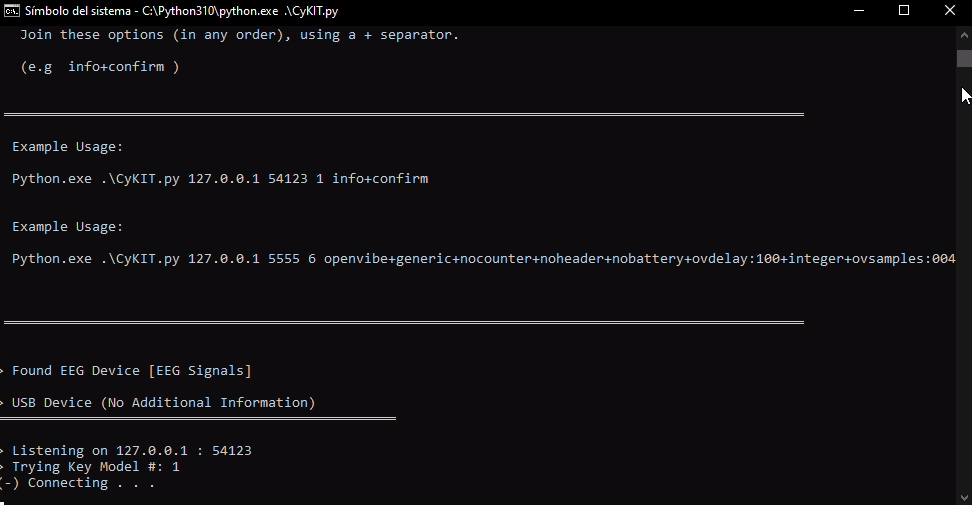 Símbolo del sistema - C:\Python310\python.exe .\CyKIT.py
Join these options (in any order), using a + separator.
(e.g  info+confirm )
Example Usage:
Python.exe .\CyKIT.py 127.0.0.1 54123 1 info+confirm
Example Usage:
Python.exe .\CyKIT.py 127.0.0.1 5555 6 openvibe+generic+nocounter+noheader+nobattery+ovdelay:100+integer+ovsamples:004
> Found EEG Device [EEG Signals]
> USB Device (No Additional Information)
> Listening on 127.0.0.1 : 54123
> Trying Key Model #: 1
(-) Connecting . . .